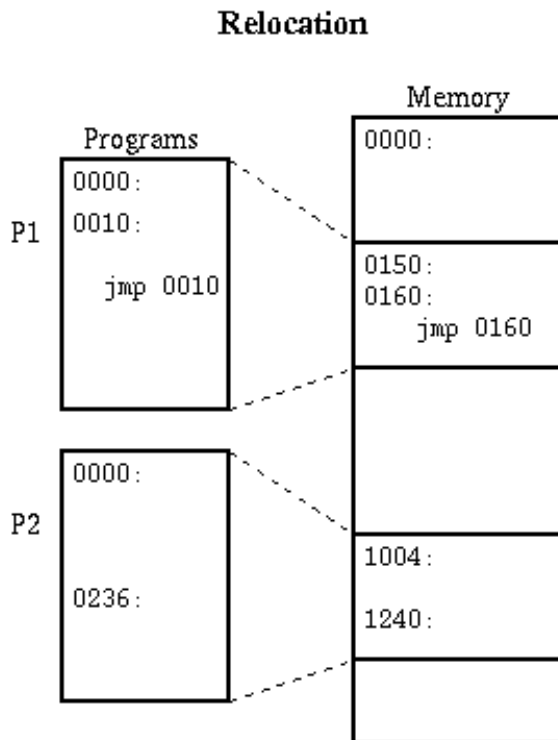 Relocation
Programs
P1
0000:
0010:
jmp 0010
P2
0000:
0236:
Memory
0000:
0150:
0160:
jmp 0160
1004:
1240: